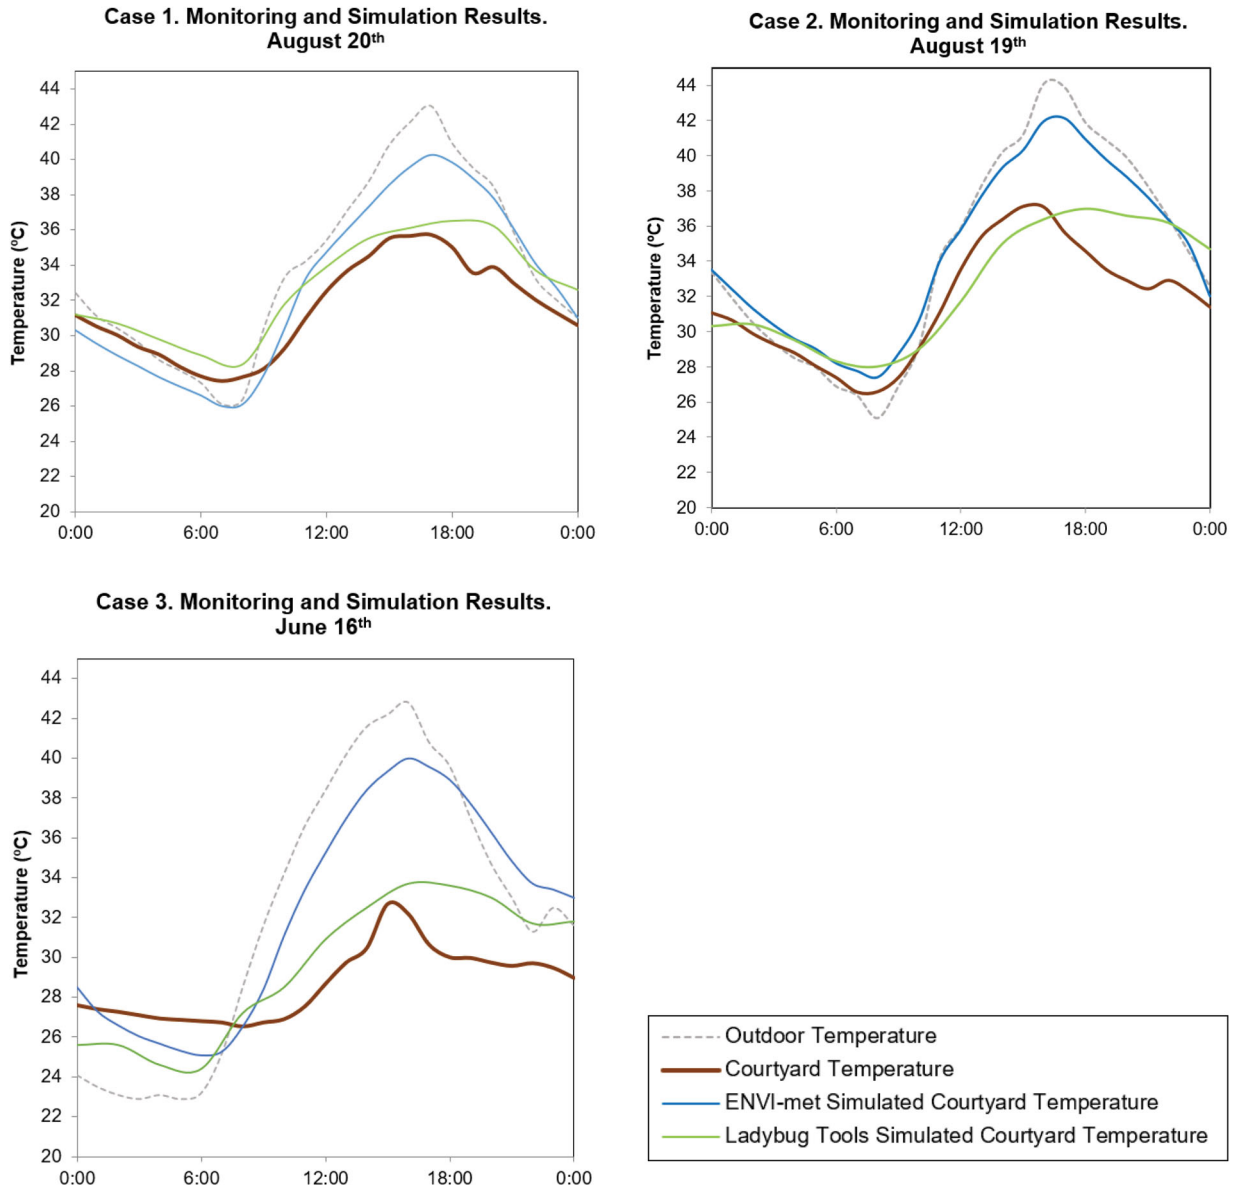 Case 1. Monitoring and Simulation Results.
August 20th
Temperature (ºC)
44
42
40
38
36
34
32
30
28
26
24
22
20
0:00 6:00 12:00 18:00 0:00
Case 2. Monitoring and Simulation Results.
August 19th
Temperature (ºC)
44
42
40
38
36
34
32
30
28
26
24
22
20
0:00 6:00 12:00 18:00 0:00
Case 3. Monitoring and Simulation Results.
June 16th
Temperature (ºC)
44
42
40
38
36
34
32
30
28
26
24
22
20
0:00 6:00 12:00 18:00 0:00
Outdoor Temperature
Courtyard Temperature
ENVI-met Simulated Courtyard Temperature
Ladybug Tools Simulated Courtyard Temperature